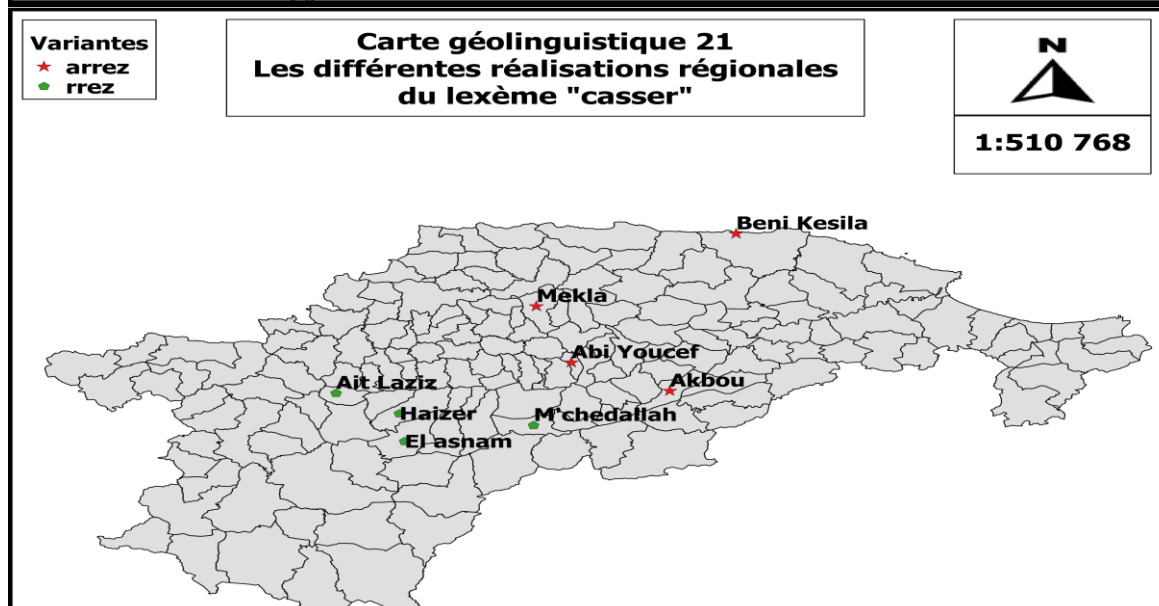 Variantes
arrez
rrez
Carte géolinguistique 21
Les différentes réalisations régionales
du lexème "casser"
N
1:510 768
Beni Kesila
Mekla
Abi Youcef
Akbou
Ait Laziz
Haizer
M'chedallah
El asnam